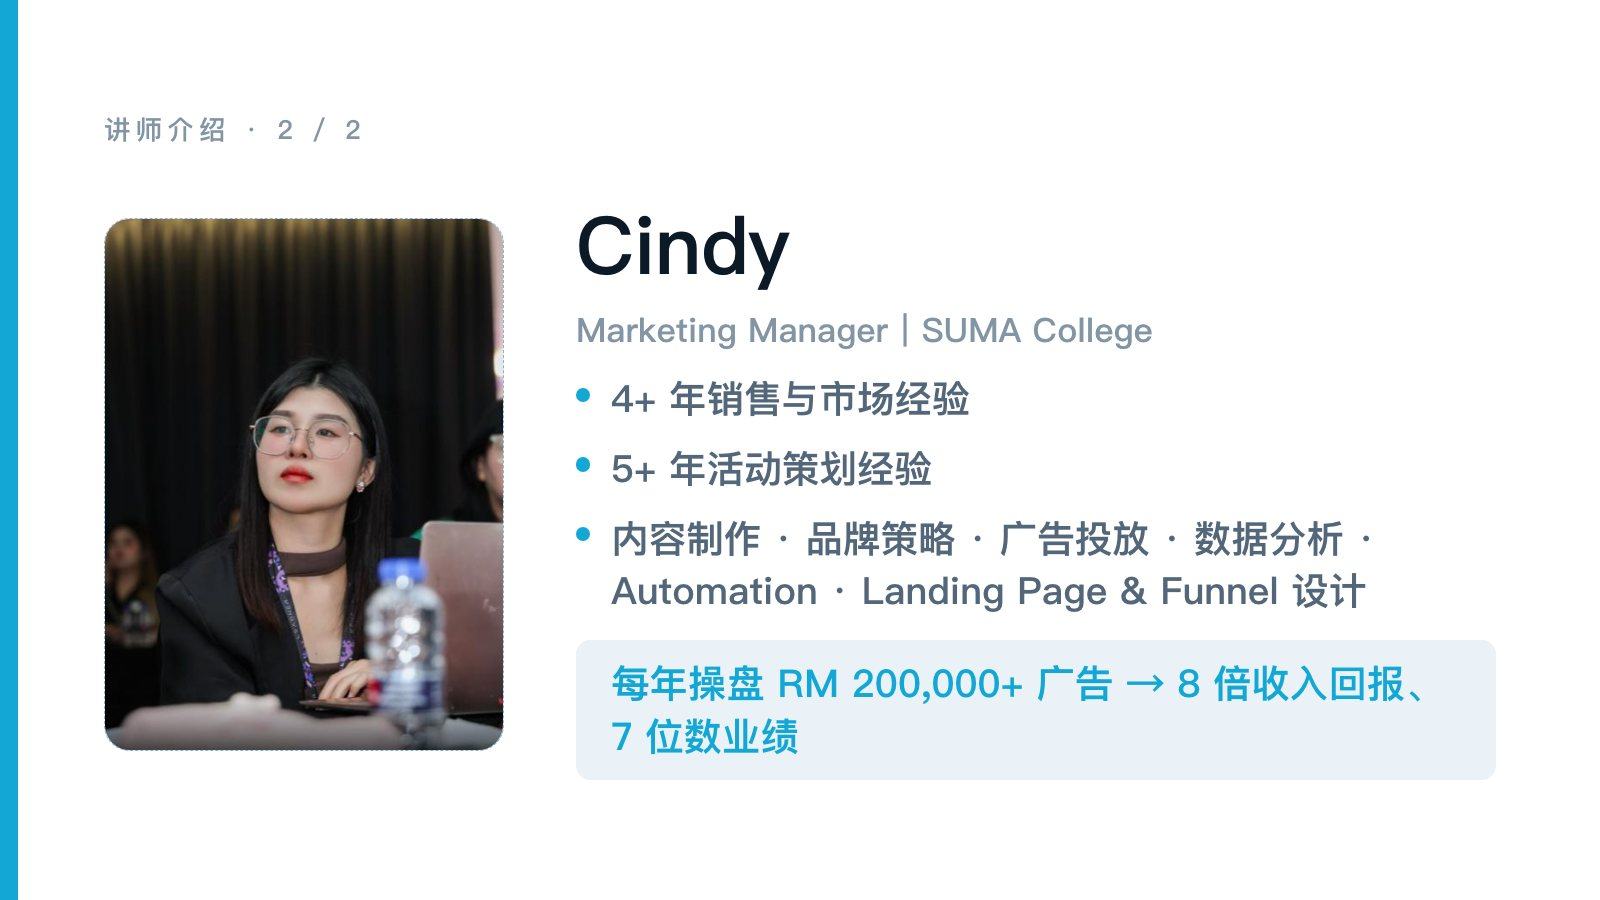 讲师介绍 · 2 / 2
Cindy
Marketing Manager | SUMA College
4+ 年销售与市场经验
5+ 年活动策划经验
内容制作 · 品牌策略 · 广告投放 · 数据分析 ·
Automation · Landing Page & Funnel 设计
每年操盘 RM 200,000+ 广告 → 8 倍收入回报、
7 位数业绩